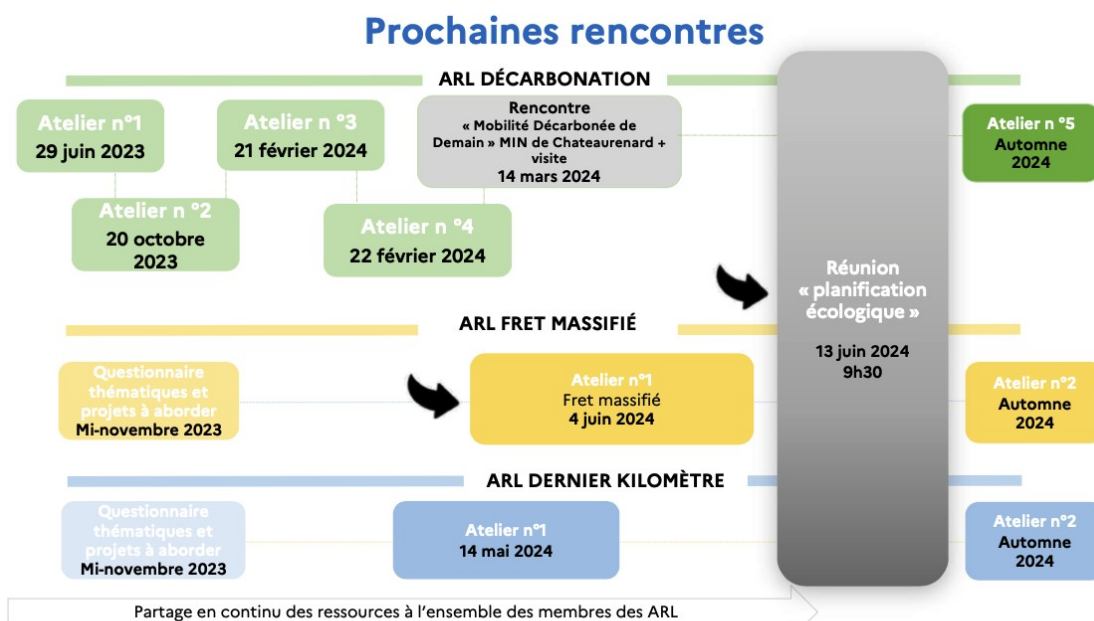 Prochaines rencontres
ARL DÉCARBONATION
Atelier n°1
29 juin 2023
Atelier n °2
20 octobre
2023
Atelier n °3
21 février 2024
Atelier n °4
22 février 2024
Rencontre
« Mobilité Décarbonée de
Demain » MIN de Chateaurenard +
visite
14 mars 2024
Atelier n °5
Automne
2024
Réunion
« planification
écologique »
13 juin 2024
9h30
ARL FRET MASSIFIÉ
Questionnaire
thématiques et
projets à aborder
Mi-novembre 2023
Atelier n°1
Fret massifié
4 juin 2024
Atelier n°2
Automne
2024
ARL DERNIER KILOMÈTRE
Questionnaire
thématiques et
projets à aborder
Mi-novembre 2023
Atelier n°1
14 mai 2024
Atelier n°2
Automne
2024
Partage en continu des ressources à l'ensemble des membres des ARL